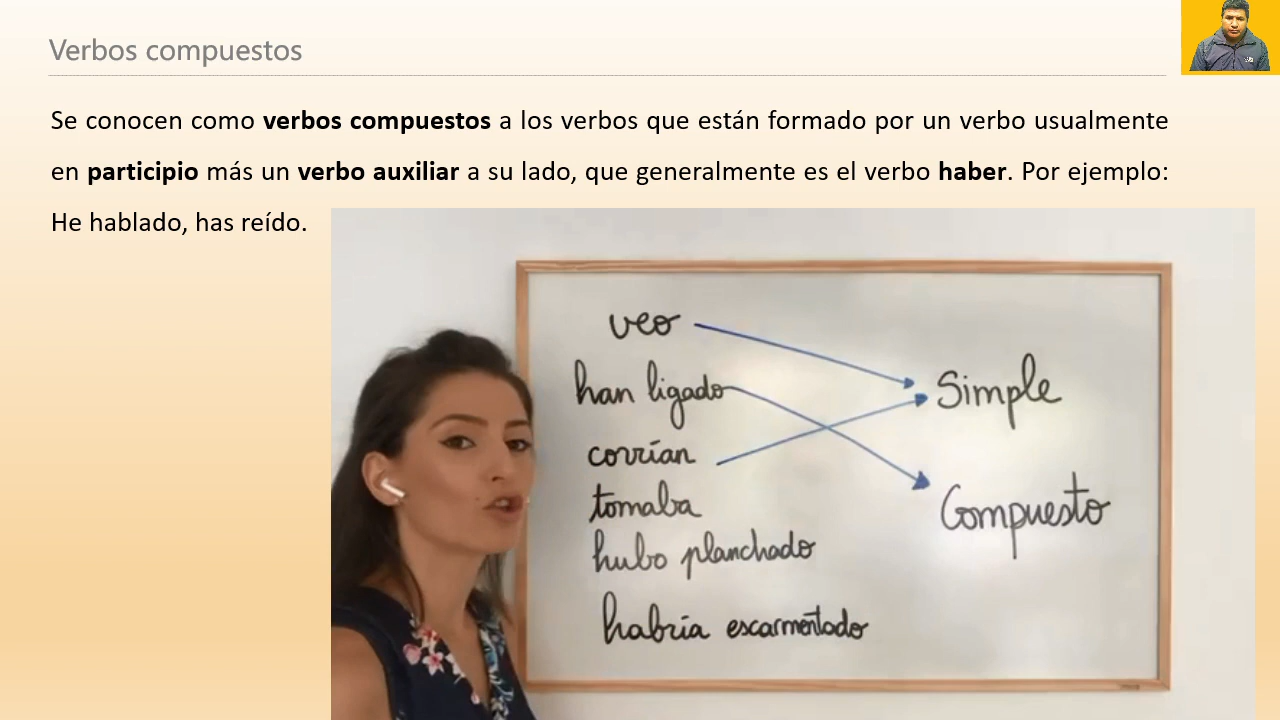 Verbos compuestos
Se conocen como verbos compuestos a los verbos que están formado por un verbo usualmente
en participio más un verbo auxiliar a su lado, que generalmente es el verbo haber. Por ejemplo:
He hablado, has reído.
veo
han ligado
corrían
tomaba
hubo planchado
habría escarmentado
Simple
Compuesto